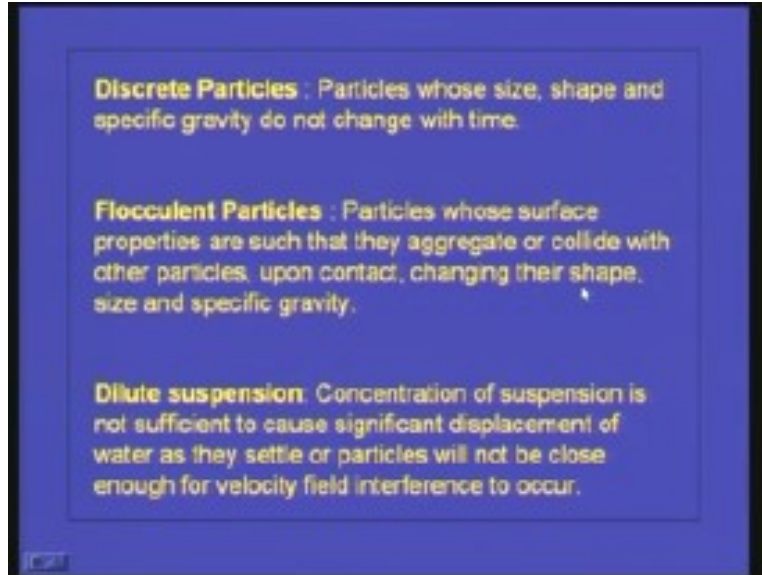 Discrete Particles : Particles whose size, shape and
specific gravity do not change with time.
Flocculent Particles : Particles whose surface
properties are such that they aggregate or collide with
other particles, upon contact, changing their shape,
size and specific gravity.
Dilute suspension: Concentration of suspension is
not sufficient to cause significant displacement of
water as they settle or particles will not be close
enough for velocity field interference to occur.